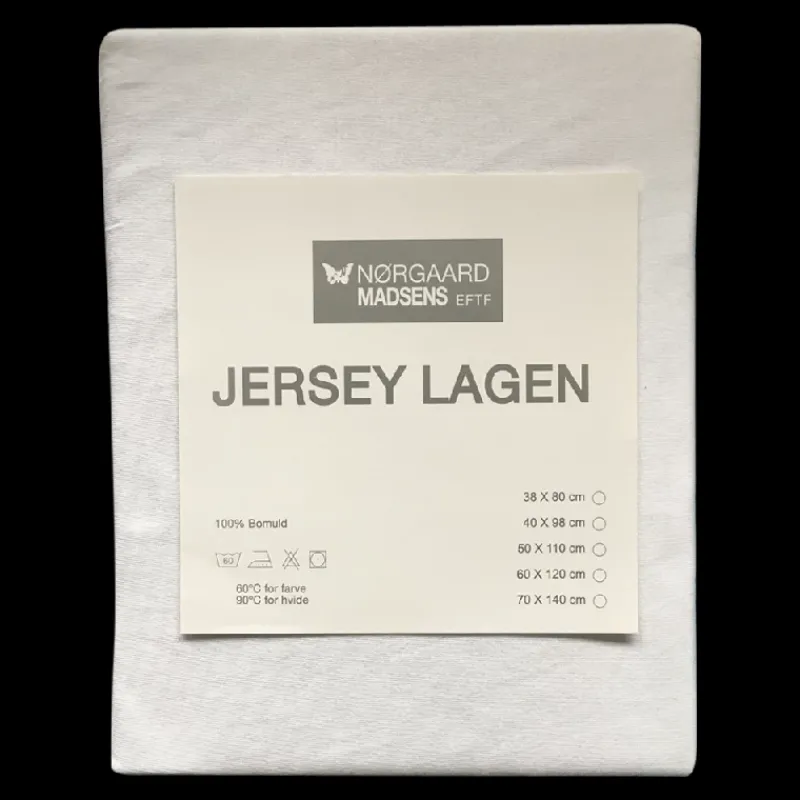 NØRGAARD
MADSENS EFTF
JERSEY LAGEN
38 X 80 cm
100% Bomuld
40 X 98 cm
50 X 110 cm
60
60 X 120 cm
60°C for farve
90°C for hvide
70 X 140 cm